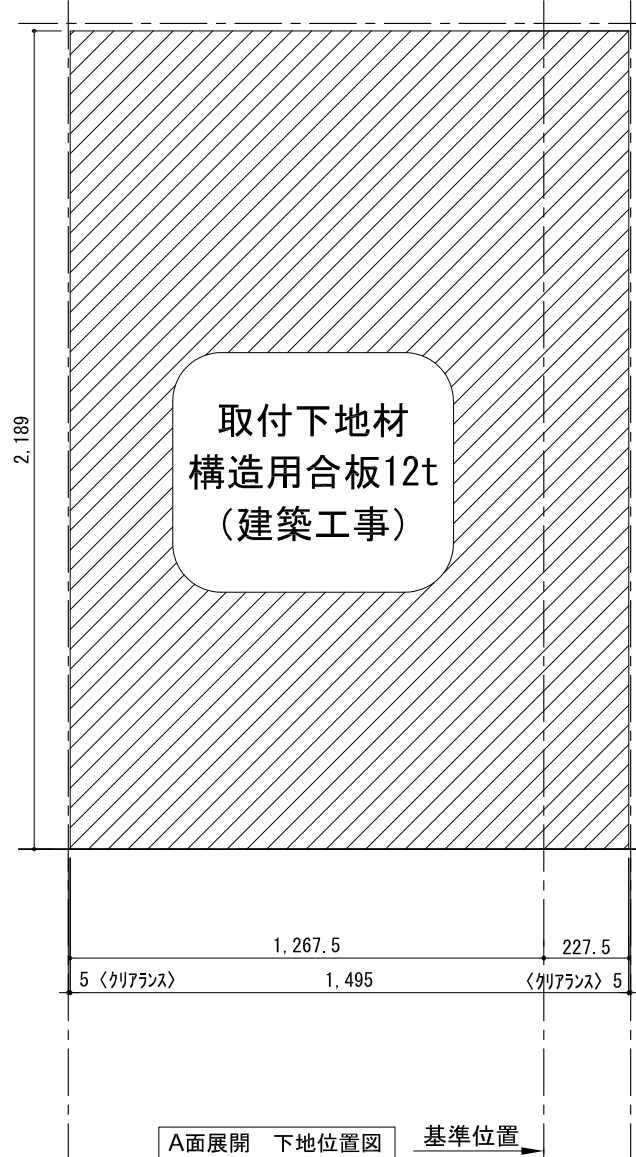 取付下地材
構造用合板12t
(建築工事)
2,189
1,267.5
227.5
5 〈クリアランス〉
1,495
〈クリアランス〉 5
A面展開　下地位置図
基準位置